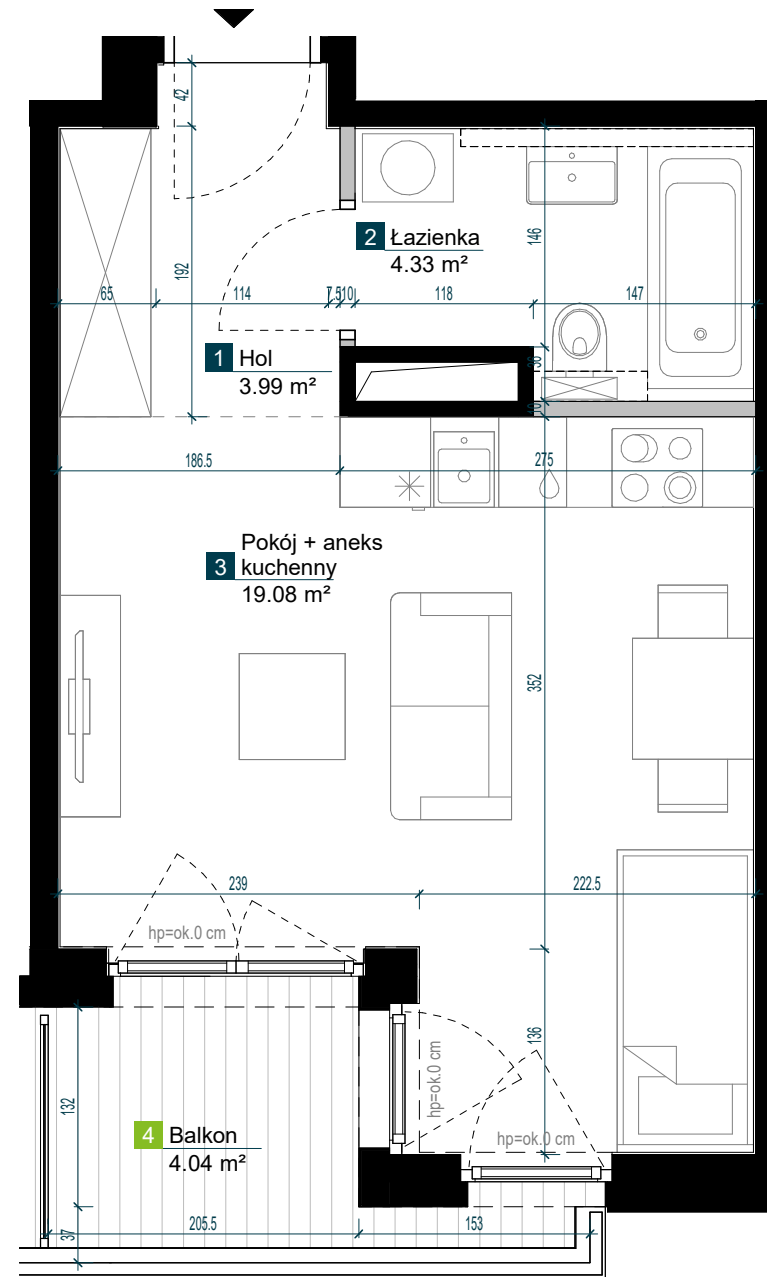 42
2 Łazienka
4.33 m²
146
192
65
114
7.5
10
118
147
1 Hol
3.99 m²
36
10
186.5
275
3 Pokój + aneks
kuchenny
19.08 m²
352
239
222.5
hp=ok.0 cm
136
hp=ok.0 cm
132
hp=ok.0 cm
4 Balkon
4.04 m²
37
205.5
153